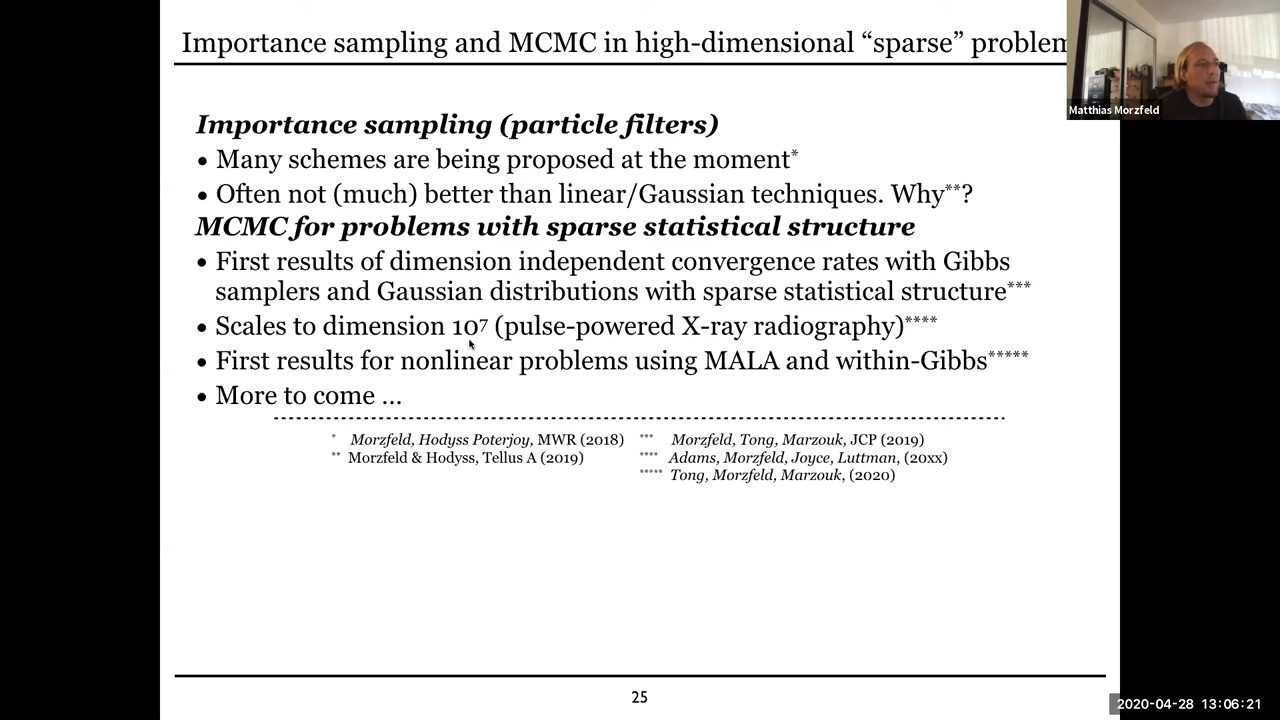 Importance sampling and MCMC in high-dimensional “sparse” problem
Matthias Morzfeld
Importance sampling (particle filters)
• Many schemes are being proposed at the moment*
• Often not (much) better than linear/Gaussian techniques. Why**?
MCMC for problems with sparse statistical structure
• First results of dimension independent convergence rates with Gibbs
samplers and Gaussian distributions with sparse statistical structure***
• Scales to dimension 10⁷ (pulse-powered X-ray radiography)****
• First results for nonlinear problems using MALA and within-Gibbs*****
• More to come ...
* Morzfeld, Hodyss Poterjoy, MWR (2018)
** Morzfeld & Hodyss, Tellus A (2019)
*** Morzfeld, Tong, Marzouk, JCP (2019)
**** Adams, Morzfeld, Joyce, Luttman, (20xx)
***** Tong, Morzfeld, Marzouk, (2020)
25
2020-04-28 13:06:21